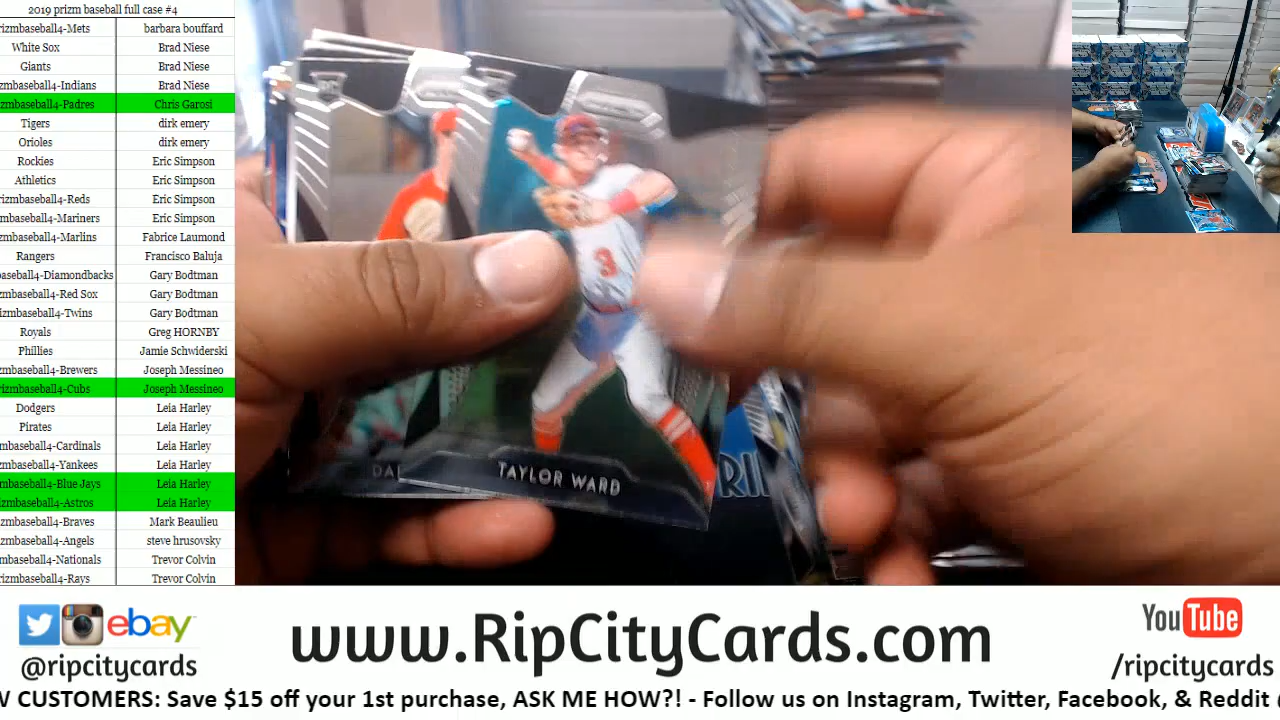 2019 prizm baseball full case #4
rizmbaseball4-Mets barbara bouffard
White Sox Brad Niese
Giants Brad Niese
zmbaseball4-Indians Brad Niese
zmbaseball4-Padres Chris Garosi
Tigers dirk emery
Orioles dirk emery
Rockies Eric Simpson
Athletics Eric Simpson
rizmbaseball4-Reds Eric Simpson
mbaseball4-Mariners Eric Simpson
zmbaseball4-Marlins Fabrice Laumond
Rangers Francisco Baluja
baseball4-Diamondbacks Gary Bodtman
zmbaseball4-Red Sox Gary Bodtman
izmbaseball4-Twins Gary Bodtman
Royals Greg HORNBY
Phillies Jamie Schwiderski
zmbaseball4-Brewers Joseph Messineo
rizmbaseball4-Cubs Joseph Messineo
Dodgers Leia Harley
Pirates Leia Harley
mbaseball4-Cardinals Leia Harley
zmbaseball4-Yankees Leia Harley
mbaseball4-Blue Jays Leia Harley
izmbaseball4-Astros Leia Harley
zmbaseball4-Braves Mark Beaulieu
zmbaseball4-Angels steve hrusovsky
mbaseball4-Nationals Trevor Colvin
izmbaseball4-Rays Trevor Colvin
3
DA
TAYLOR WARD
RI
ebay
@ripcitycards
www.RipCityCards.com
YouTube
/ripcitycards
W CUSTOMERS: Save $15 off your 1st purchase, ASK ME HOW?! - Follow us on Instagram, Twitter, Facebook, & Reddit